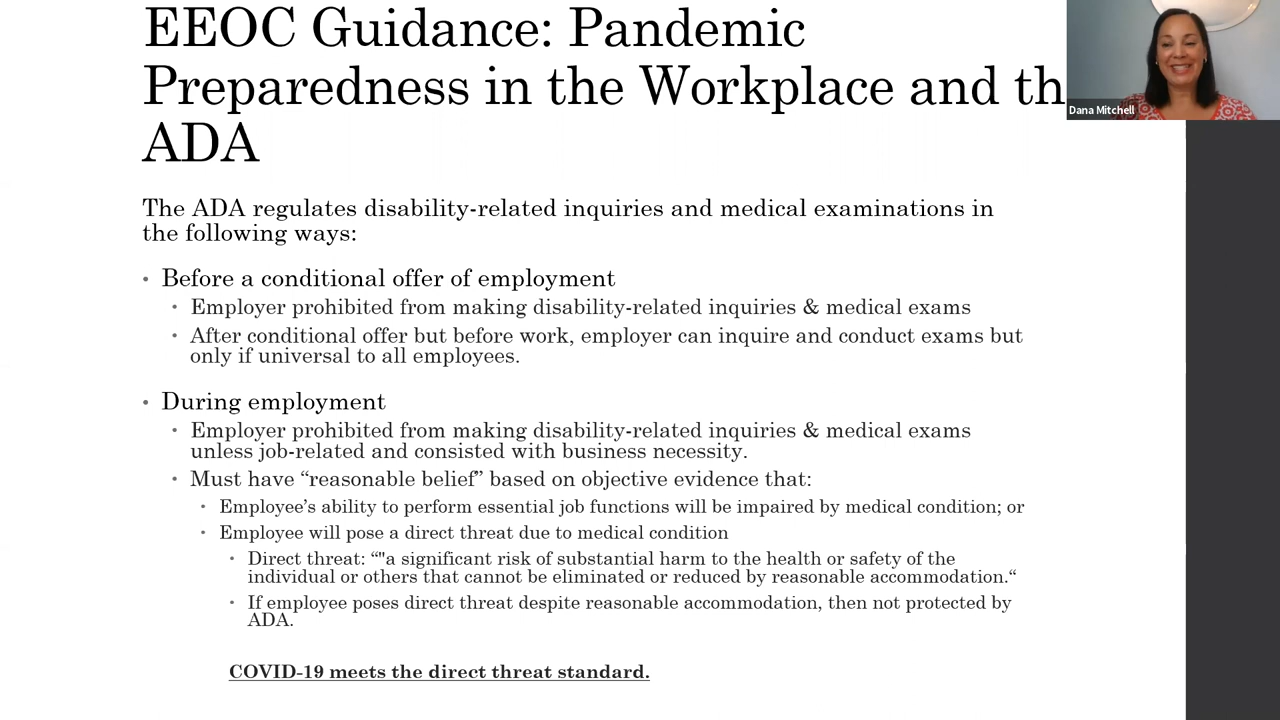 EEOC Guidance: Pandemic
Preparedness in the Workplace and th
ADA
Dana Mitchell
The ADA regulates disability-related inquiries and medical examinations in
the following ways:
• Before a conditional offer of employment
• Employer prohibited from making disability-related inquiries & medical exams
• After conditional offer but before work, employer can inquire and conduct exams but
only if universal to all employees.
• During employment
• Employer prohibited from making disability-related inquiries & medical exams
unless job-related and consisted with business necessity.
• Must have “reasonable belief” based on objective evidence that:
• Employee’s ability to perform essential job functions will be impaired by medical condition; or
• Employee will pose a direct threat due to medical condition
• Direct threat: “"a significant risk of substantial harm to the health or safety of the
individual or others that cannot be eliminated or reduced by reasonable accommodation.“
• If employee poses direct threat despite reasonable accommodation, then not protected by
ADA.
COVID-19 meets the direct threat standard.